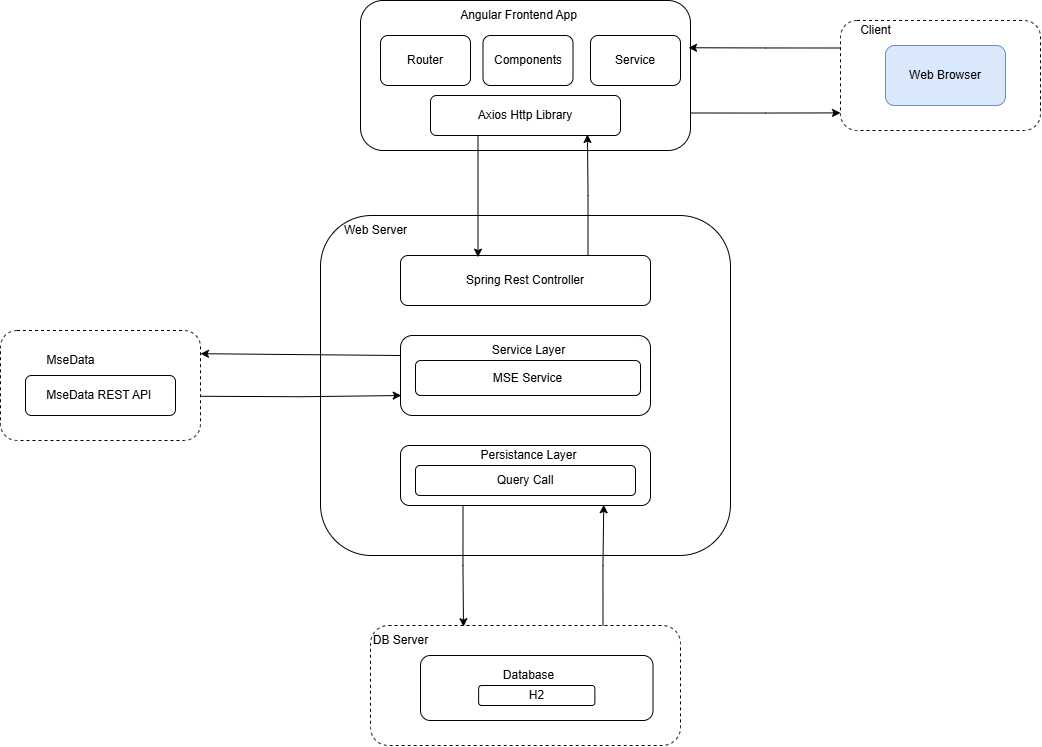 Angular Frontend App
Client
Router
Components
Service
Web Browser
Axios Http Library
Web Server
Spring Rest Controller
Service Layer
MseData
MSE Service
MseData REST API
Persistance Layer
Query Call
DB Server
Database
H2